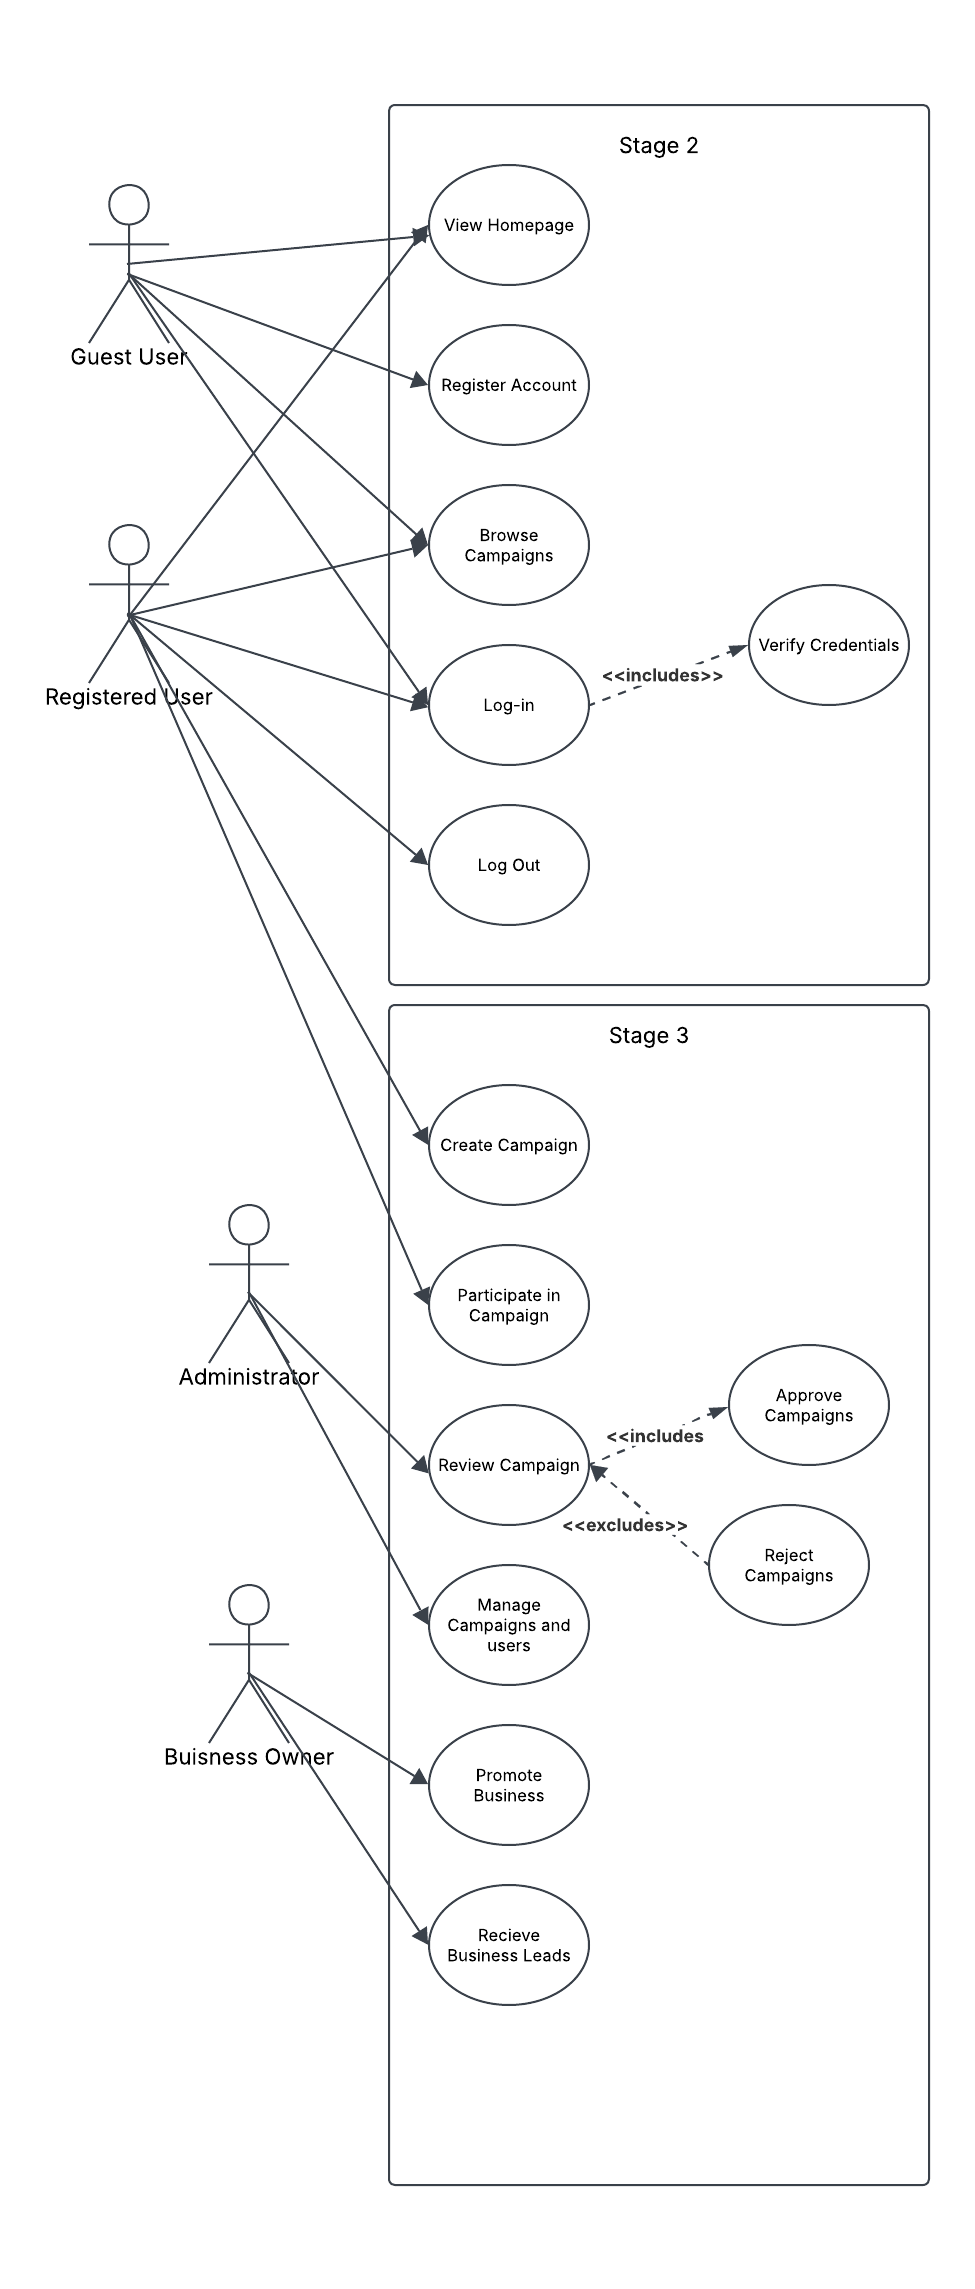 Stage 2
View Homepage
Guest User
Register Account
Browse
Campaigns
Verify Credentials
<<includes>>
Registered User
Log-in
Log Out
Stage 3
Create Campaign
Participate in
Campaign
Administrator
Approve
Campaigns
<<includes
Review Campaign
<<excludes>>
Reject
Campaigns
Manage
Campaigns and
users
Buisness Owner
Promote
Business
Recieve
Business Leads